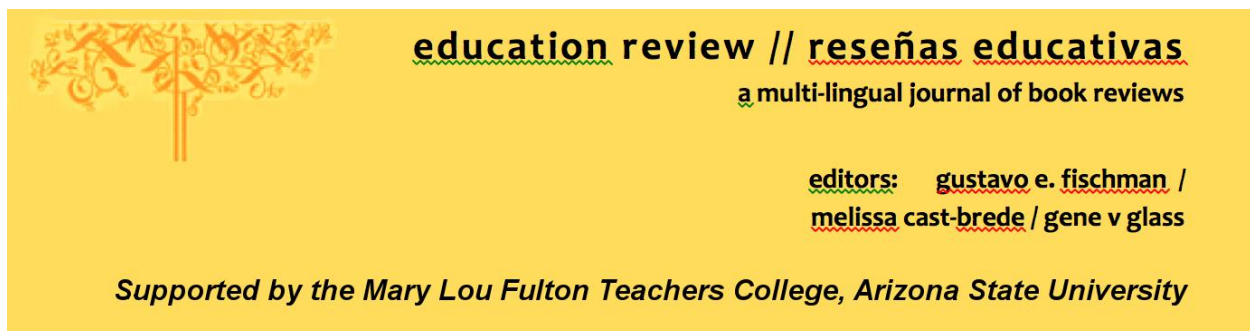 education review // reseñas educativas
a multi-lingual journal of book reviews
editors: gustavo e. fischman /
melissa cast-brede / gene v glass
Supported by the Mary Lou Fulton Teachers College, Arizona State University